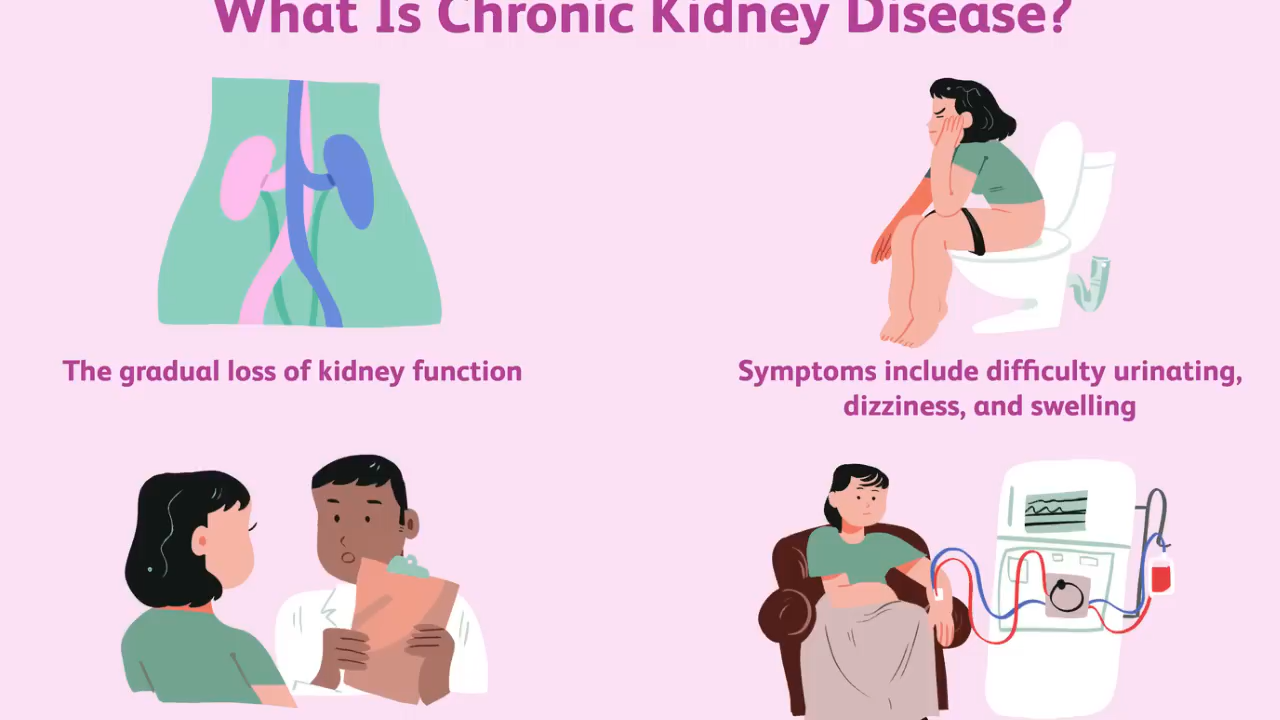 What Is Chronic Kidney Disease?
The gradual loss of kidney function
Symptoms include difficulty urinating,
dizziness, and swelling